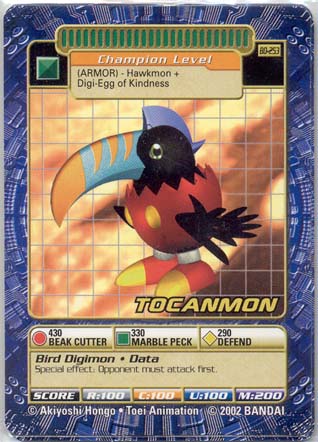 BO-253
Champion Level
(ARMOR) - Hawkmon +
Digi-Egg of Kindness
TOCANMON
430 BEAK CUTTER 330 MARBLE PECK 290 DEFEND
Bird Digimon • Data
Special effect: Opponent must attack first.
SCORE R:100 C:100 U:100 M:200
© Akiyoshi Hongo • Toei Animation © 2002 BANDAI